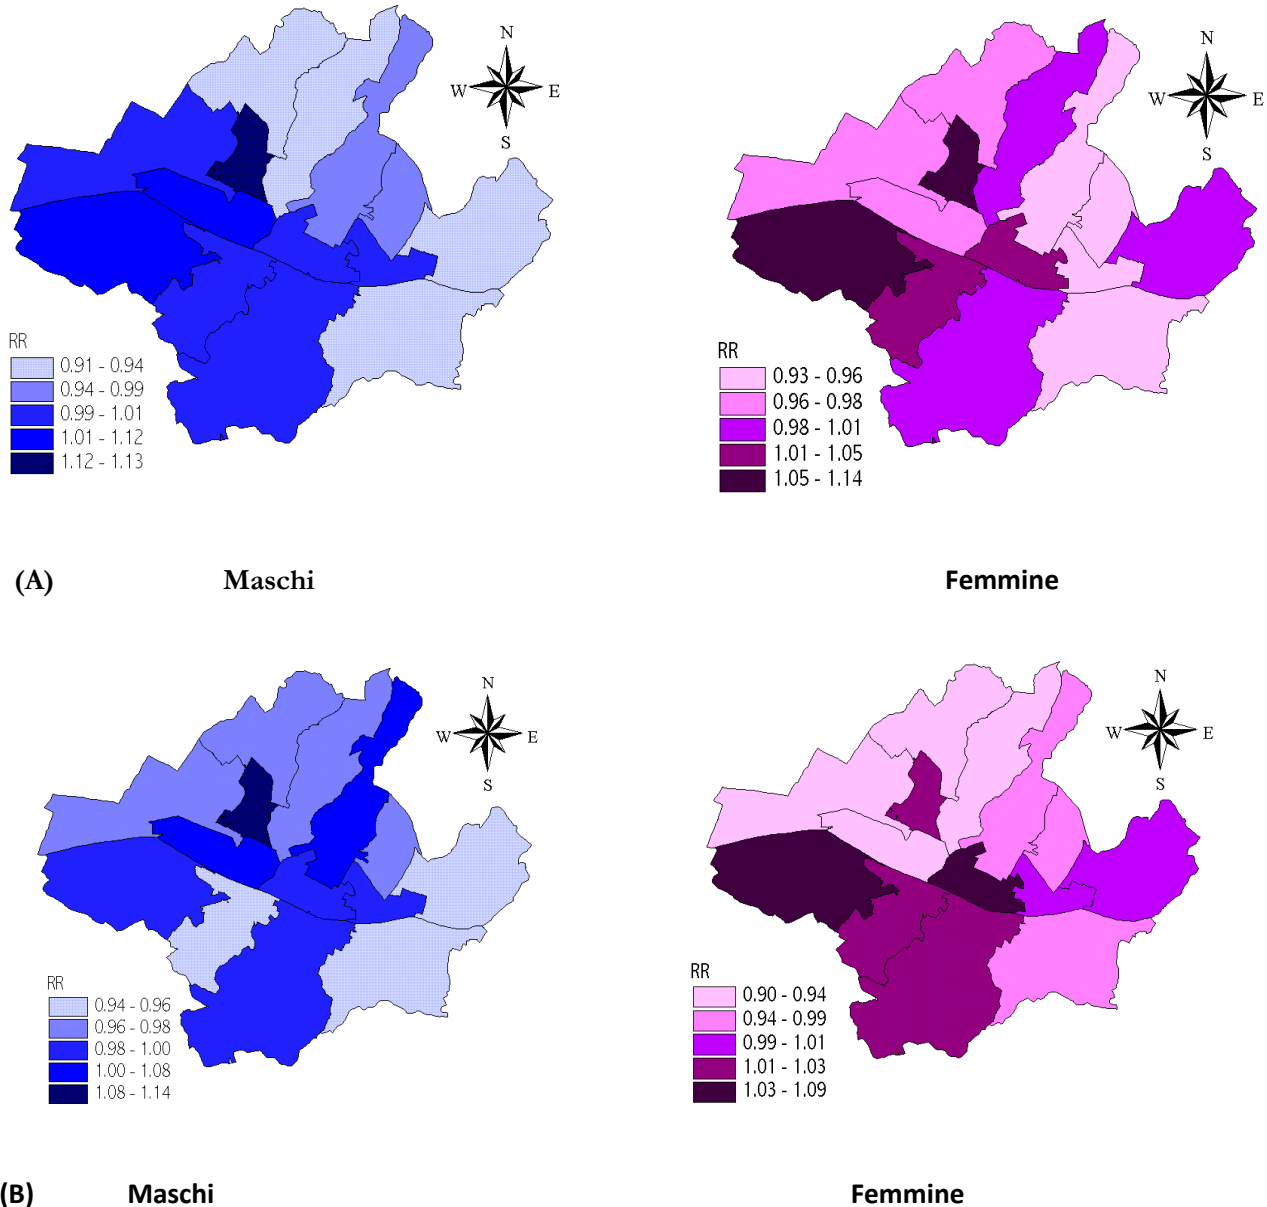 N
W E
S
RR
0.91 - 0.94
0.94 - 0.99
0.99 - 1.01
1.01 - 1.12
1.12 - 1.13
N
W E
S
RR
0.93 - 0.96
0.96 - 0.98
0.98 - 1.01
1.01 - 1.05
1.05 - 1.14
(A) Maschi Femmine
N
W E
S
RR
0.94 - 0.96
0.96 - 0.98
0.98 - 1.00
1.00 - 1.08
1.08 - 1.14
N
W E
S
RR
0.90 - 0.94
0.94 - 0.99
0.99 - 1.01
1.01 - 1.03
1.03 - 1.09
(B) Maschi Femmine